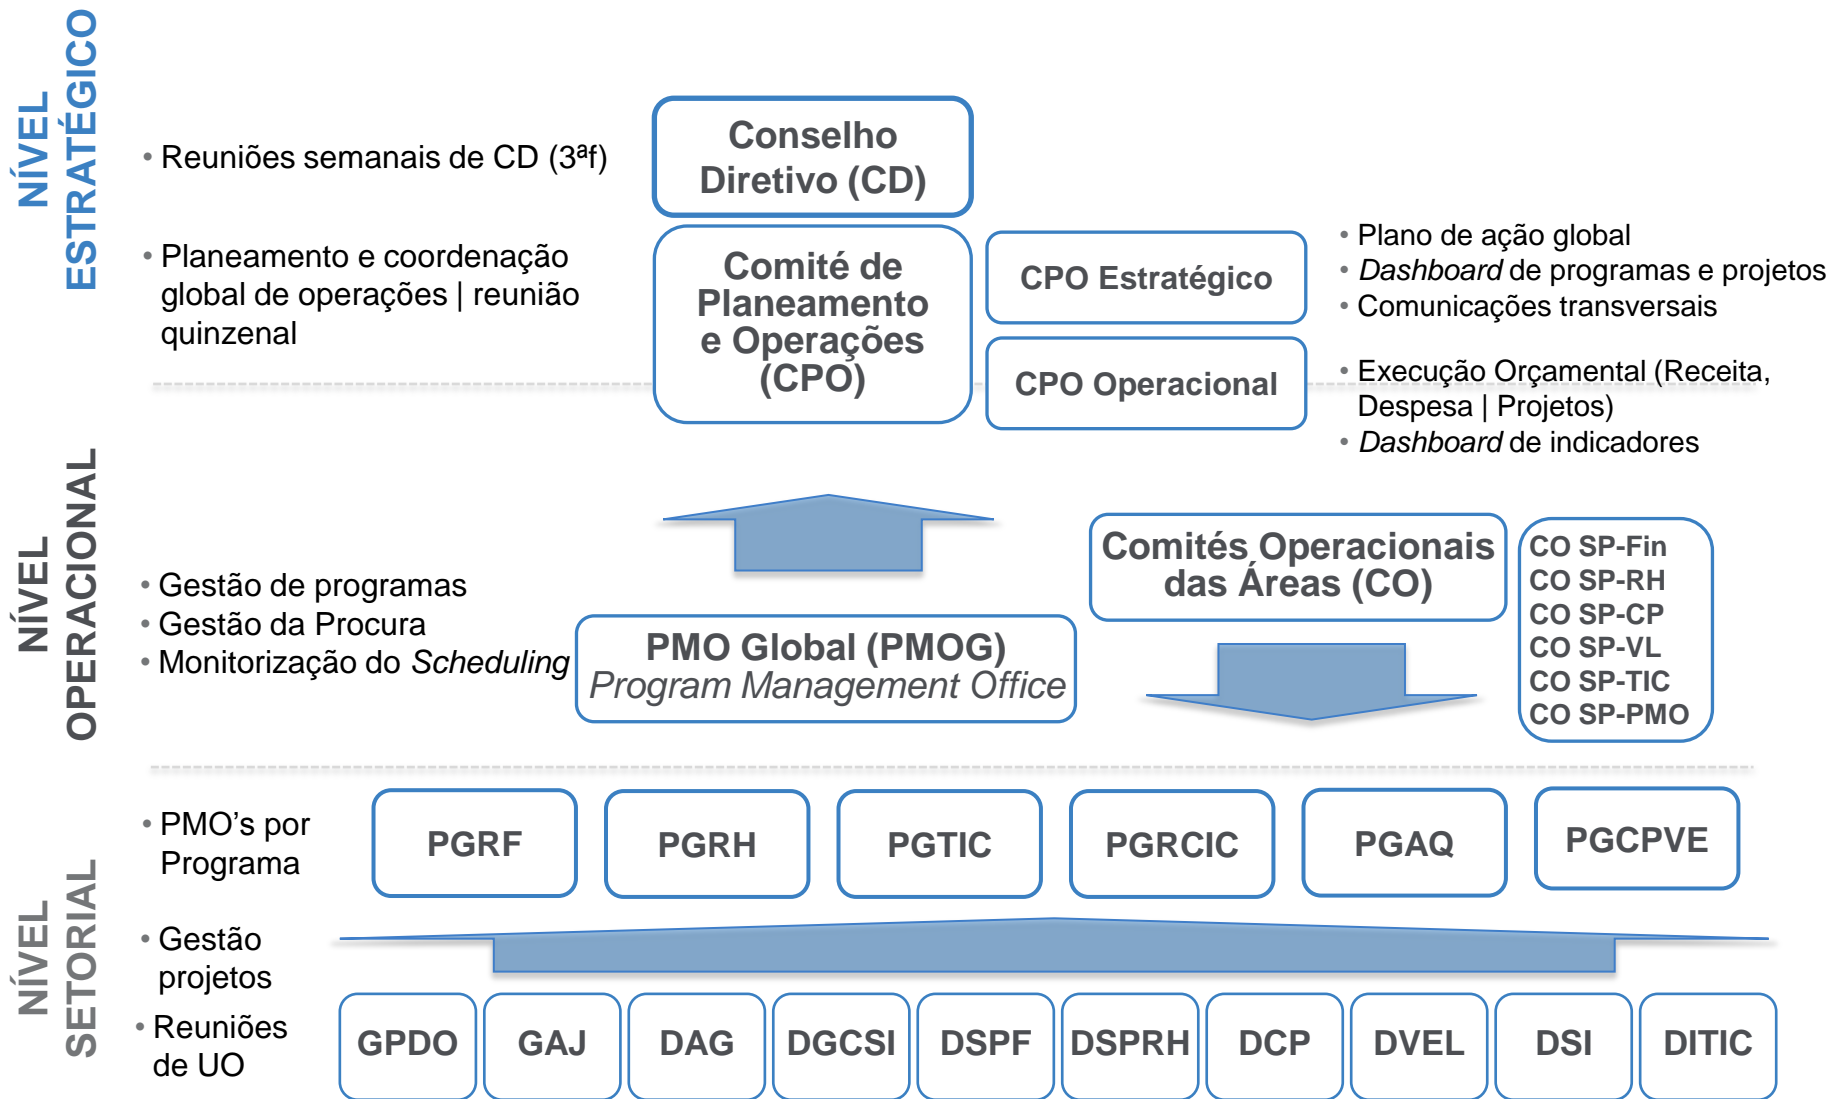 NÍVEL
ESTRATÉGICO
• Reuniões semanais de CD (3ªf)
• Planeamento e coordenação
global de operações | reunião
quinzenal
Conselho
Diretivo (CD)
Comité de
Planeamento
e Operações
(CPO)
CPO Estratégico
CPO Operacional
• Plano de ação global
• Dashboard de programas e projetos
• Comunicações transversais
• Execução Orçamental (Receita,
Despesa | Projetos)
• Dashboard de indicadores
NÍVEL
OPERACIONAL
• Gestão de programas
• Gestão da Procura
• Monitorização do Scheduling
PMO Global (PMOG)
Program Management Office
Comités Operacionais
das Áreas (CO)
CO SP-Fin
CO SP-RH
CO SP-CP
CO SP-VL
CO SP-TIC
CO SP-PMO
NÍVEL
SETORIAL
• PMO's por
Programa
PGRF
PGRH
PGTIC
PGRCIC
PGAQ
PGCPVE
• Gestão
projetos
• Reuniões
de UO
GPDO
GAJ
DAG
DGCSI
DSPF
DSPRH
DCP
DVEL
DSI
DITIC